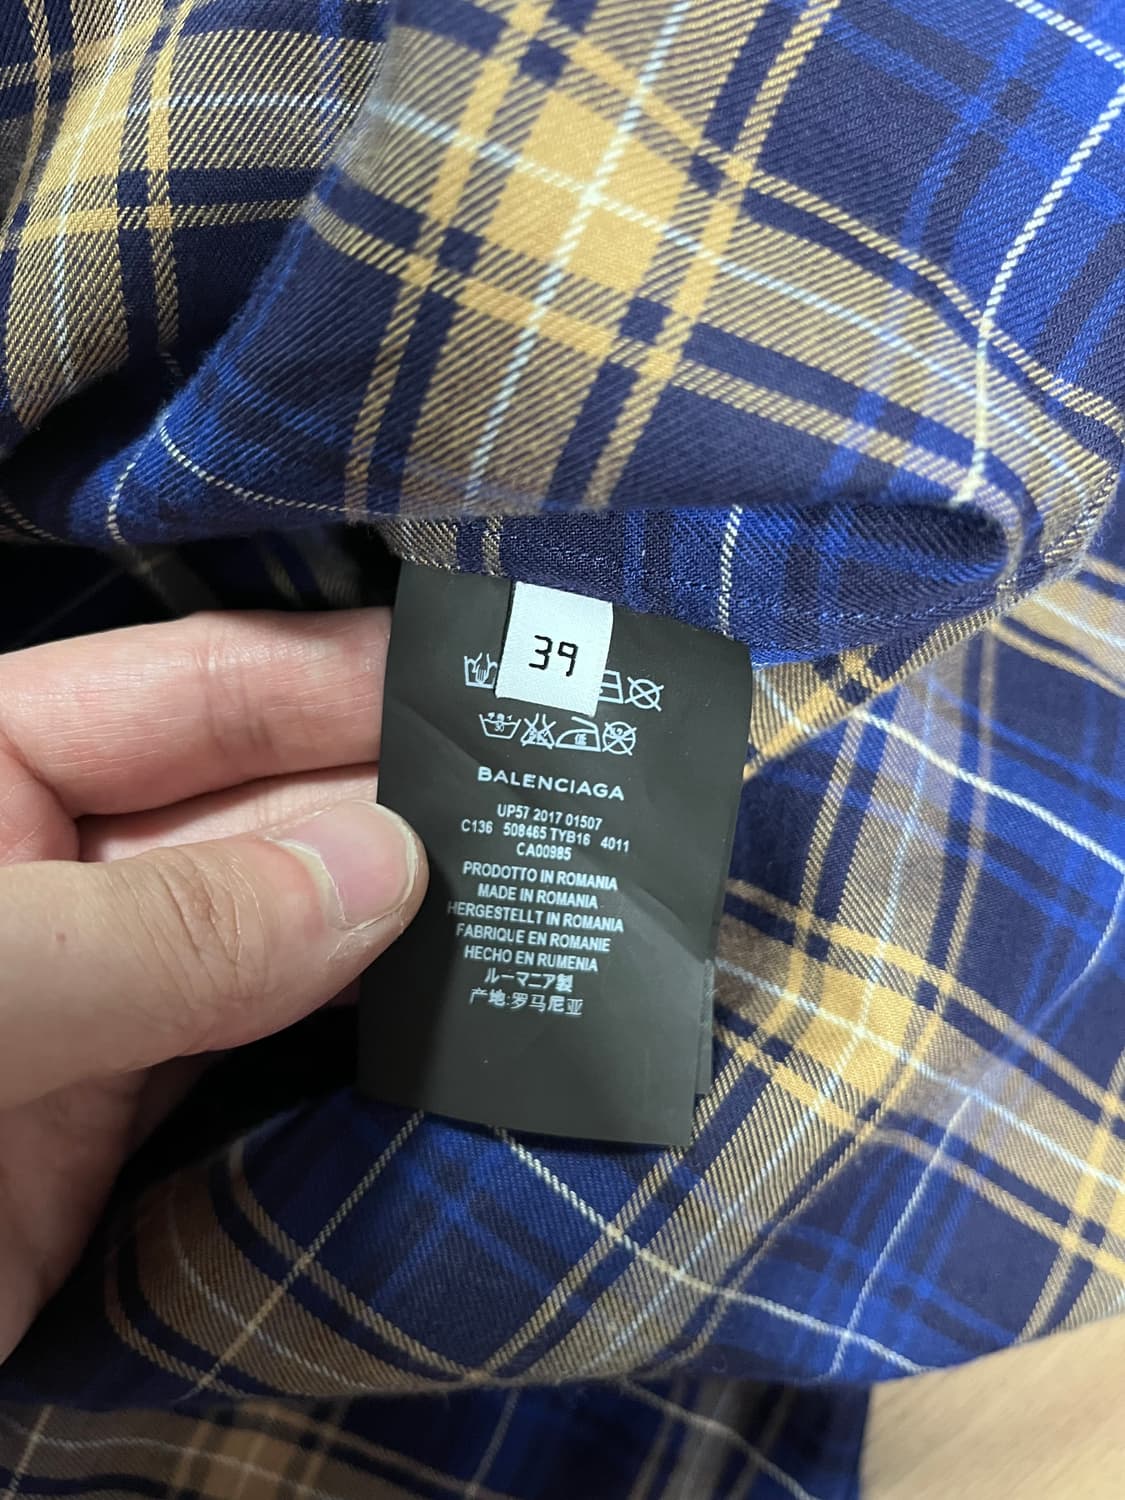 39
BALENCIAGA
UP57 2017 01507
C136 508465 TYB16 4011
CA00985
PRODOTTO IN ROMANIA
MADE IN ROMANIA
HERGESTELLT IN ROMANIA
FABRIQUE EN ROMANIE
HECHO EN RUMENIA
ルーマニア製
产地:罗马尼亚